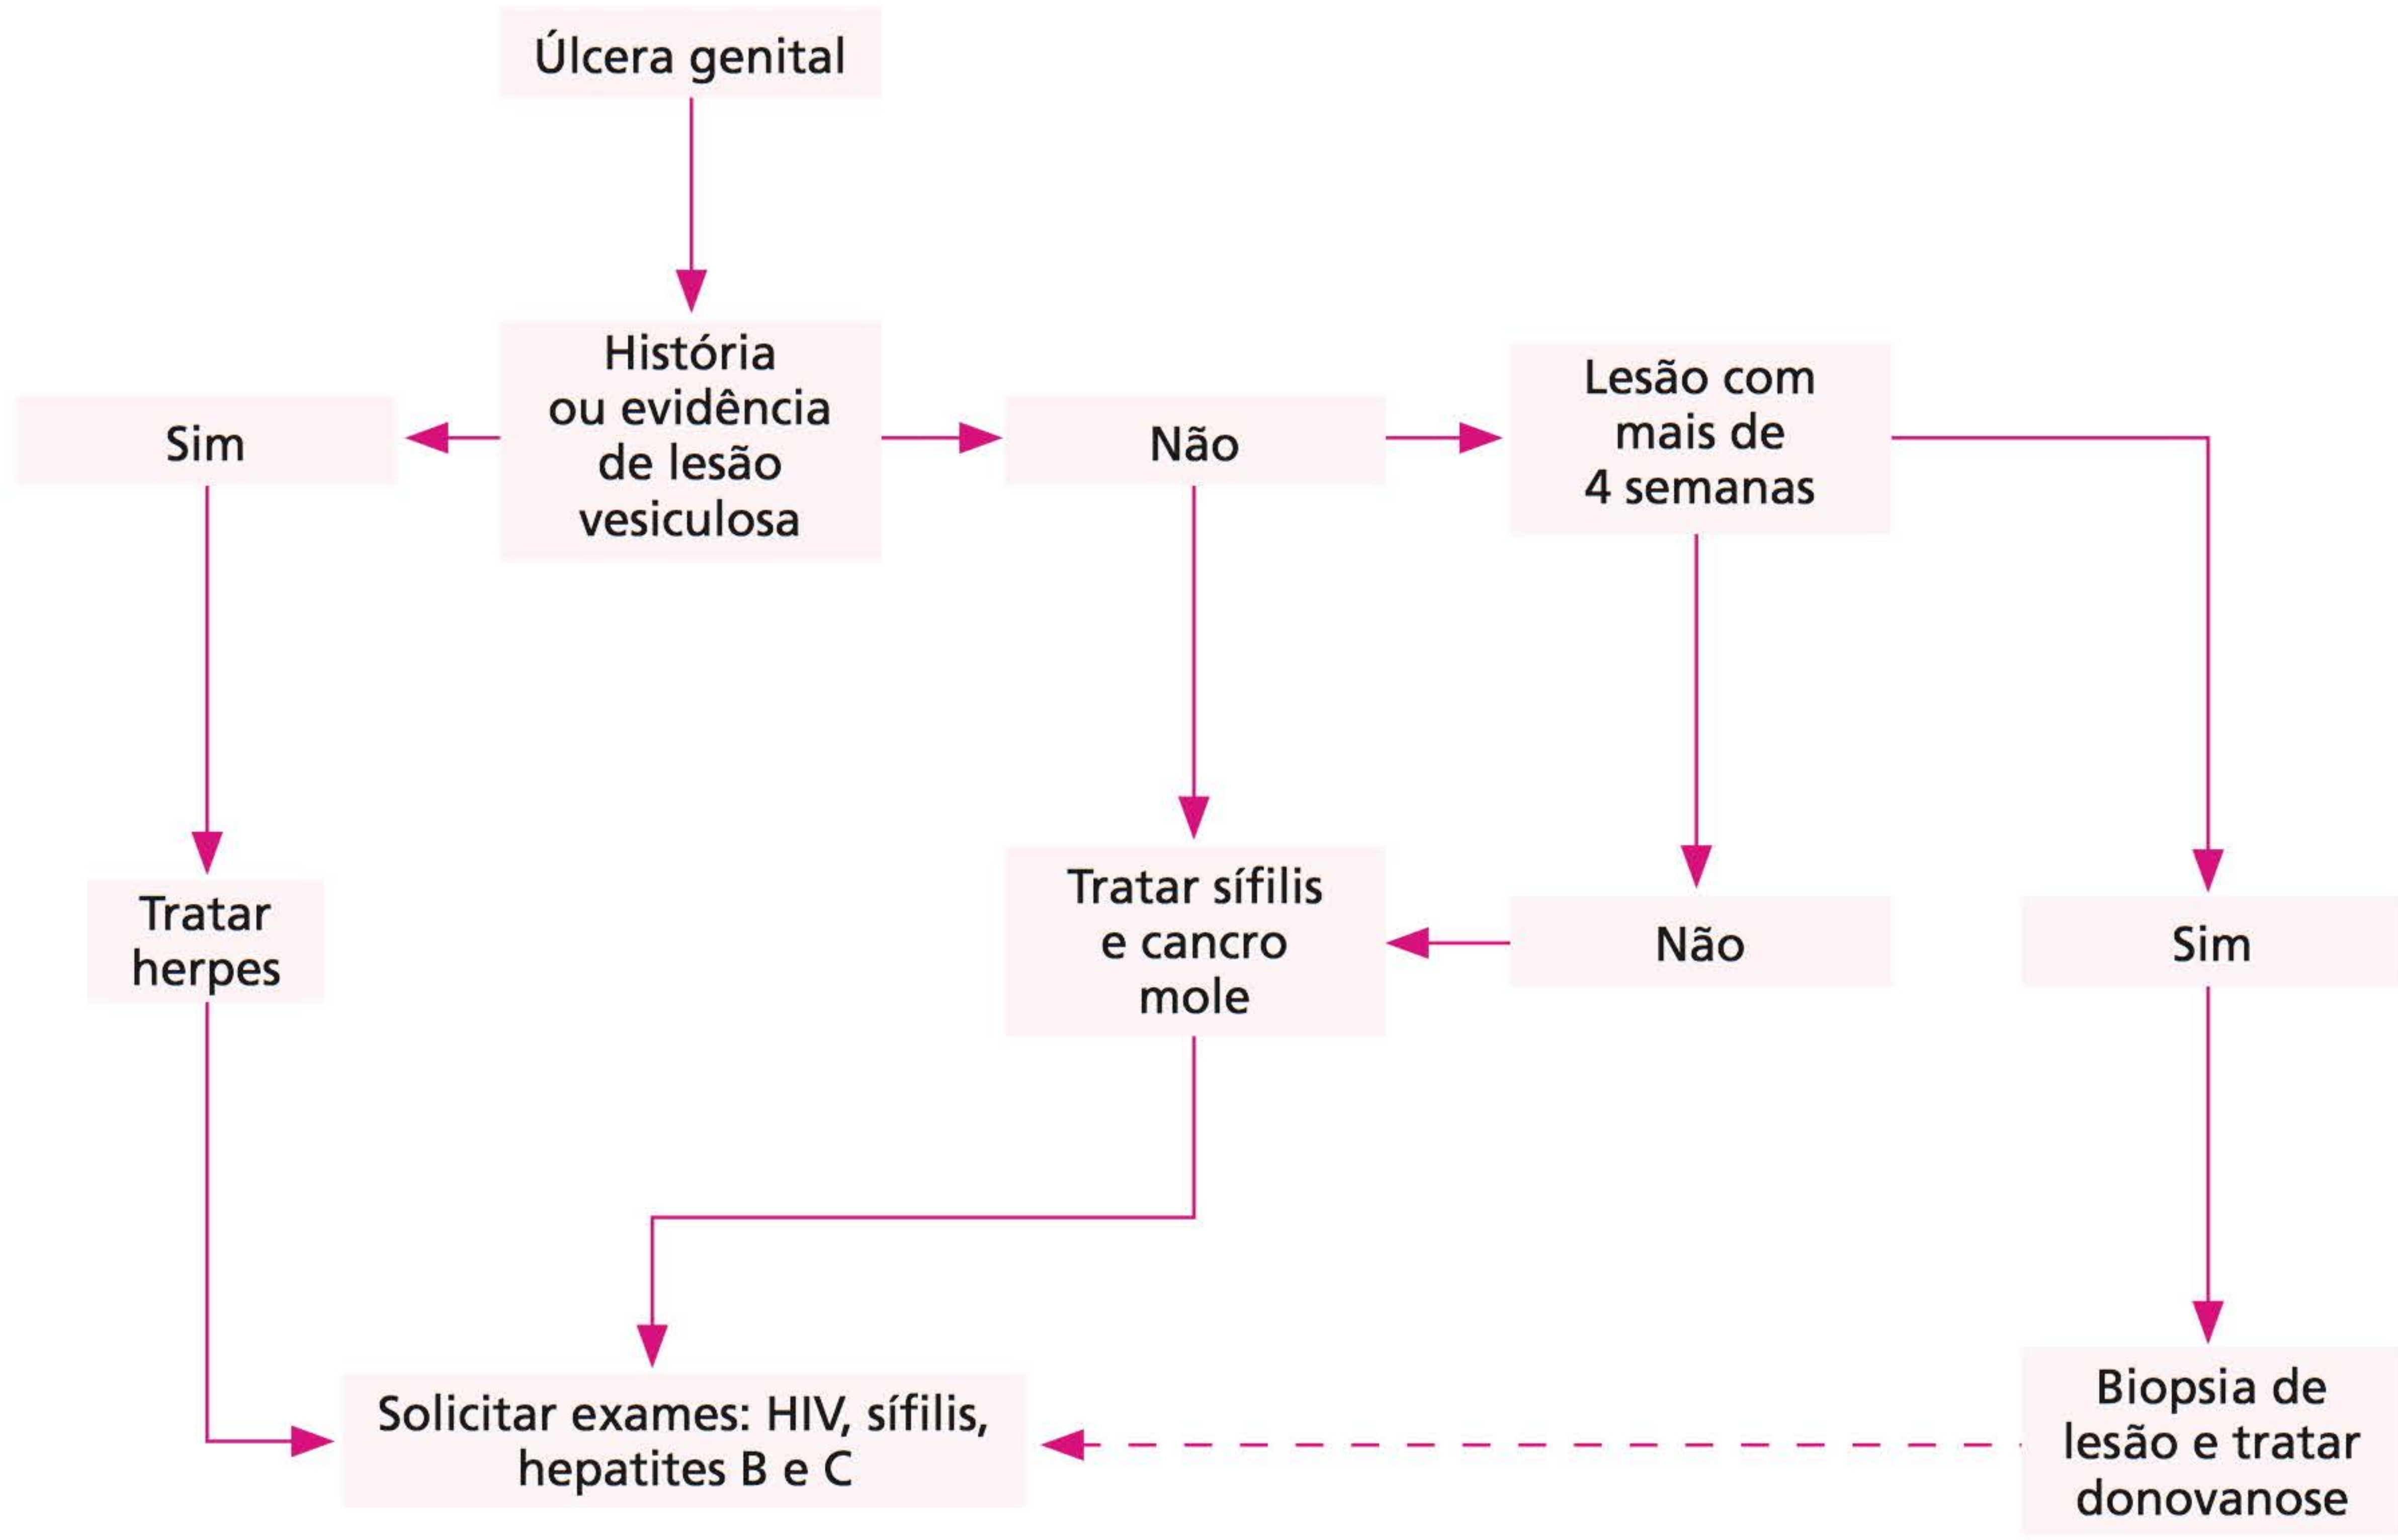 Úlcera genital
História
ou evidência
de lesão
vesiculosa
Sim
Não
Lesão com
mais de
4 semanas
Tratar
herpes
Tratar sífilis
e cancro
mole
Não
Sim
Solicitar exames: HIV, sífilis,
hepatites B e C
Biopsia de
lesão e tratar
donovanose